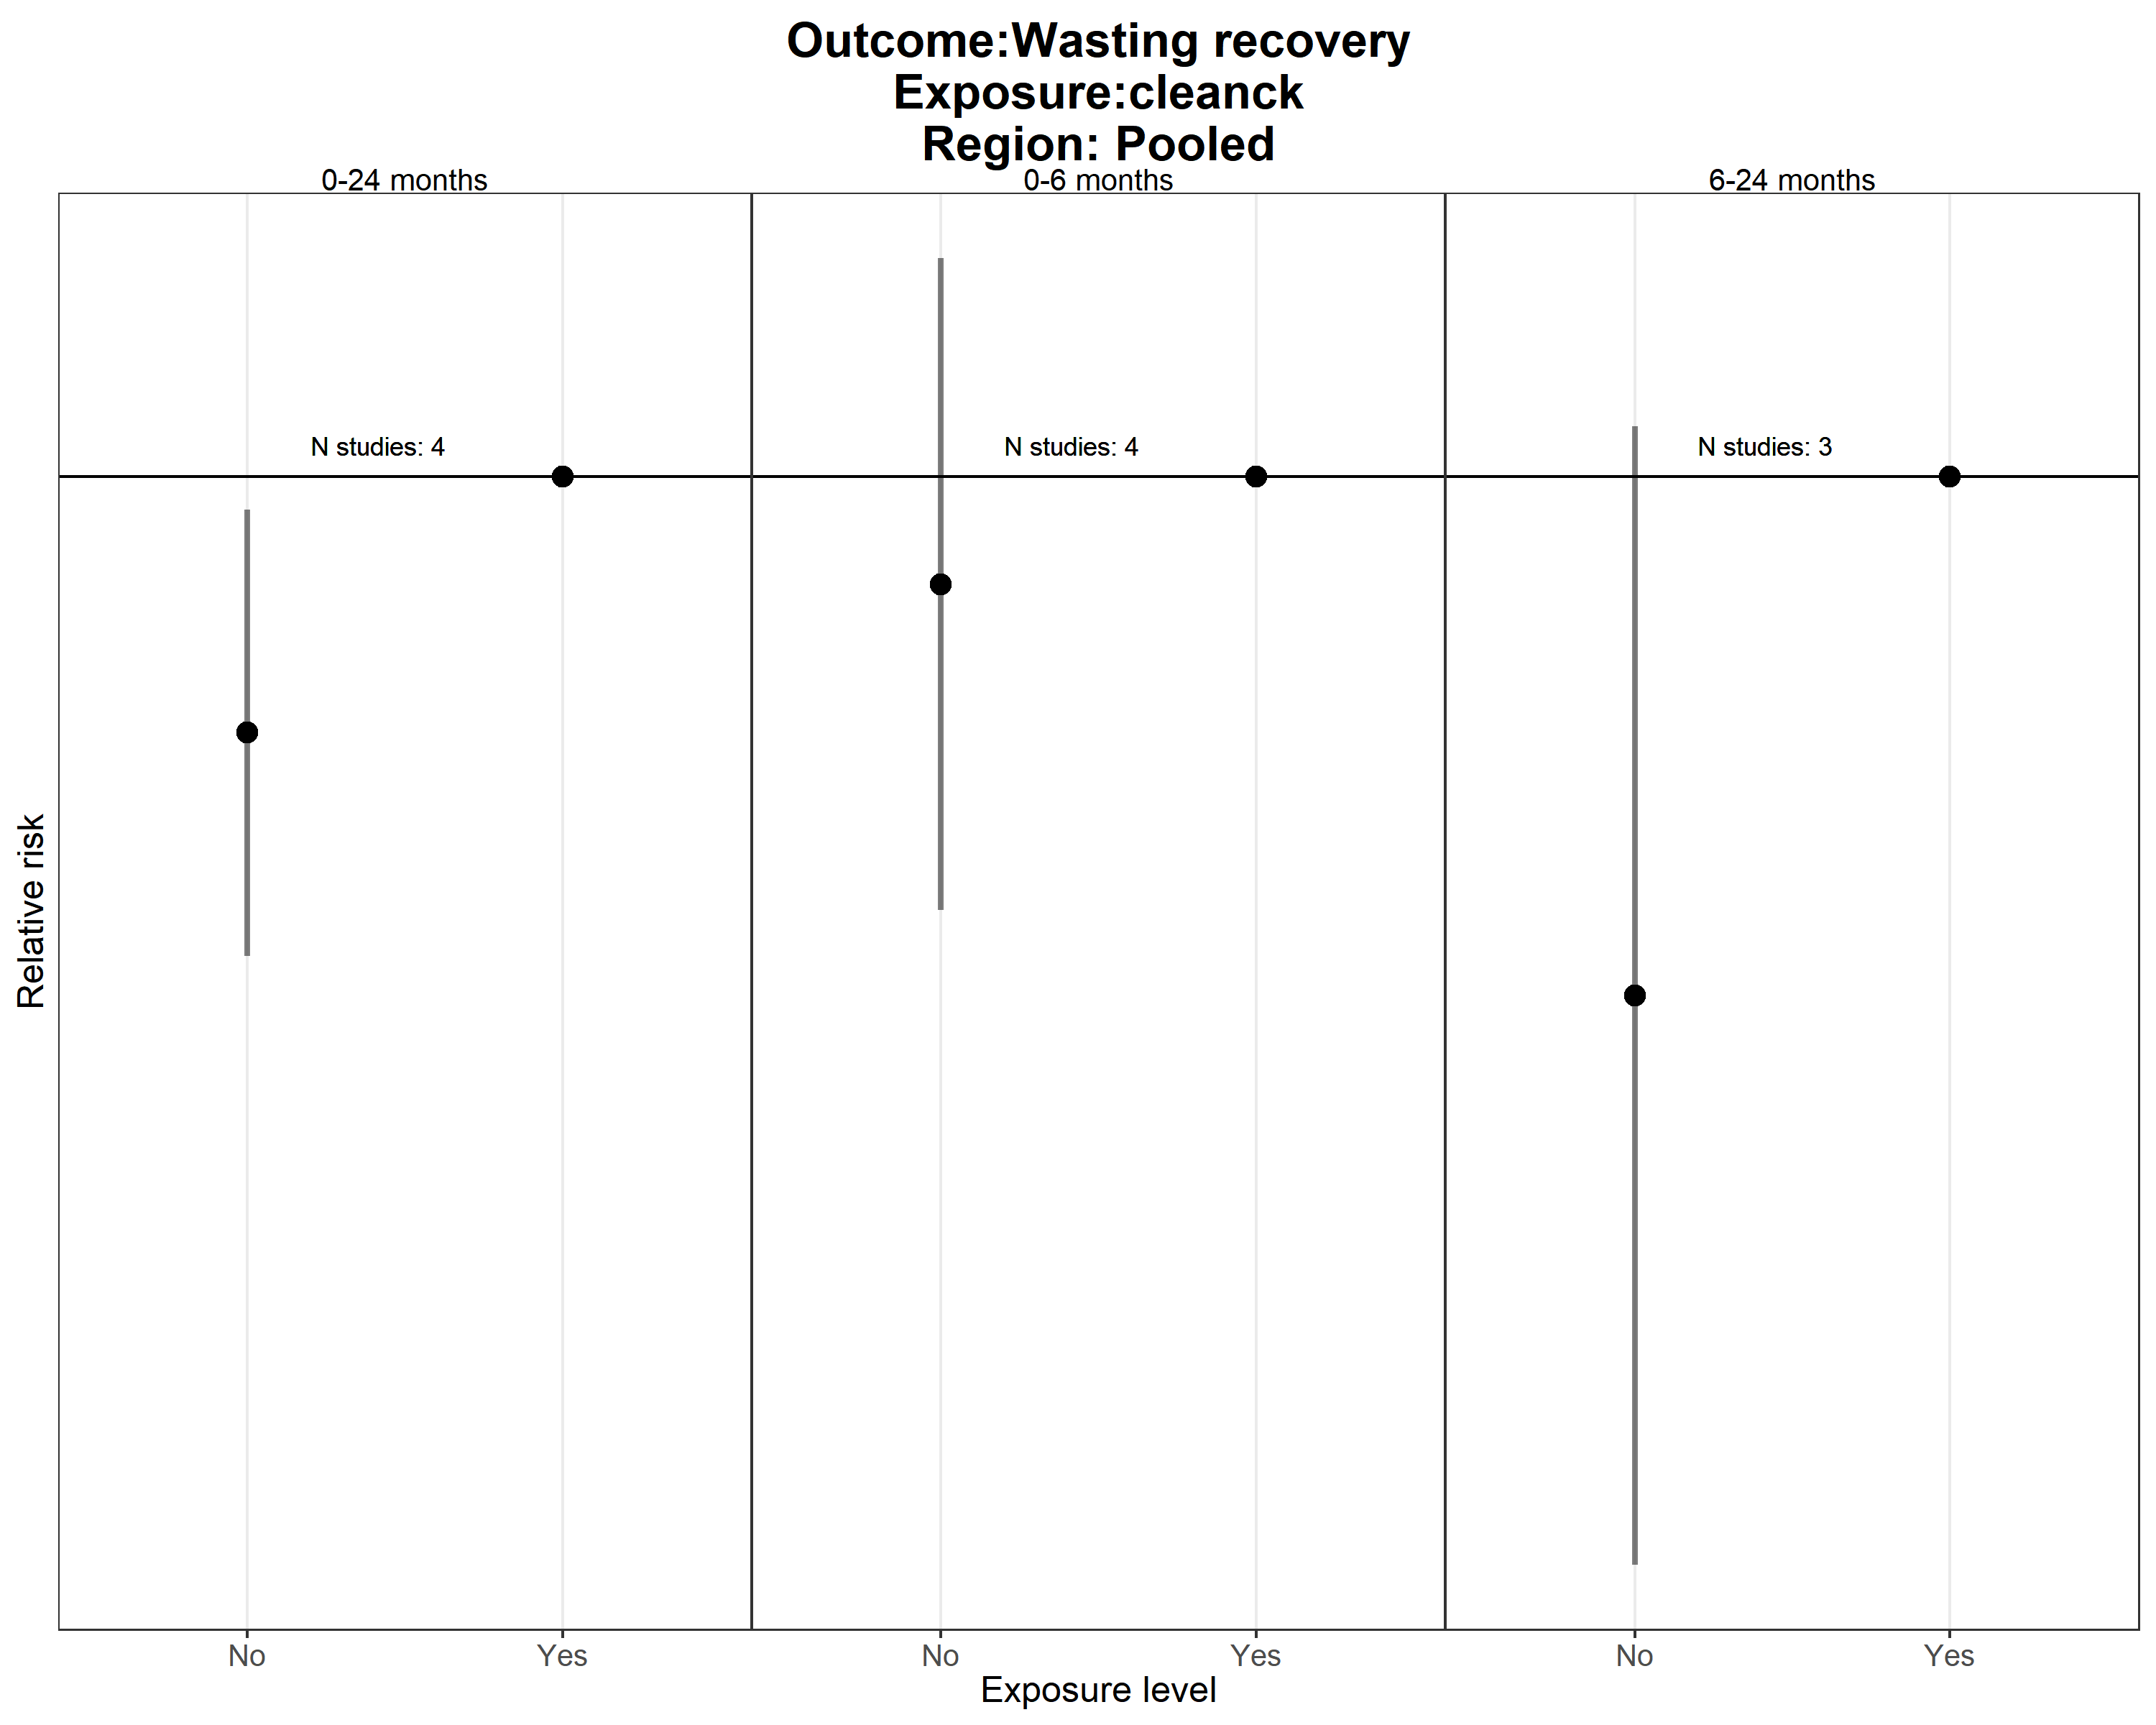 Outcome:Wasting recovery
Exposure:cleanck
Region: Pooled
0-24 months
0-6 months
6-24 months
N studies: 4
N studies: 4
N studies: 3
Relative risk
No
Yes
No
Yes
No
Yes
Exposure level